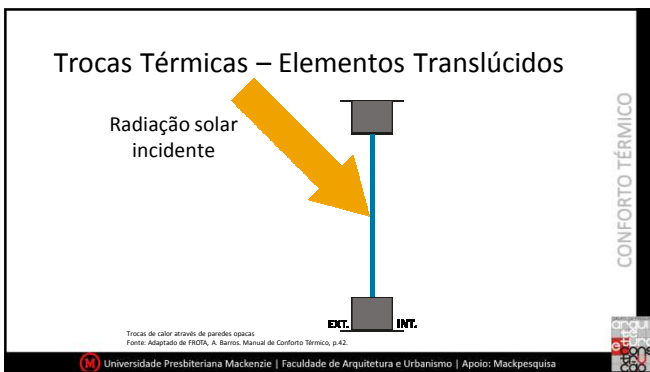 Trocas Térmicas – Elementos Translúcidos
Radiação solar
incidente
CONFORTO TÉRMICO
EXT.
INT.
Trocas de calor através de paredes opacas
Fonte: Adaptado de FROTA, A. Barros. Manual de Conforto Térmico, p.42.
M Universidade Presbiteriana Mackenzie | Faculdade de Arquitetura e Urbanismo | Apoio: Mackpesquisa